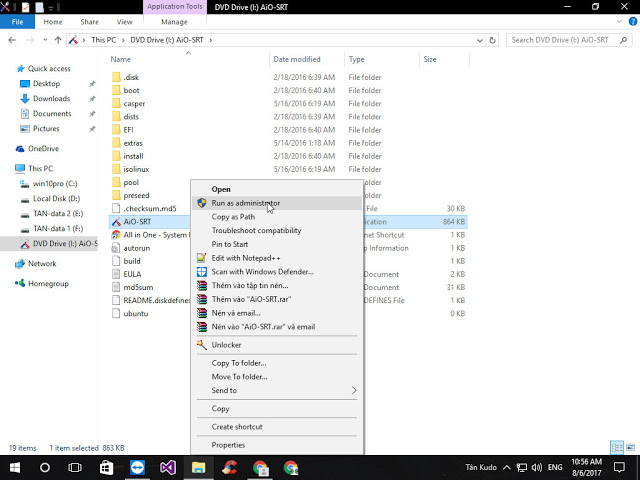 Application Tools
DVD Drive (I:) AiO-SRT
File
Home
Share
View
Manage
This PC
DVD Drive (I:) AiO-SRT
Search DVD Drive (I:) AiO-SRT
Name
Date modified
Type
Size
Quick access
Desktop
Downloads
Documents
Pictures
OneDrive
This PC
win10pro (C:)
Local Disk (D:)
TAN-data 2 (E:)
TAN-data 1 (F:)
DVD Drive (I:) AiO-S
Network
Homegroup
.disk 2/18/2016 6:39 AM File folder
boot 2/18/2016 6:40 AM File folder
casper 5/16/2016 6:19 AM File folder
dists 2/18/2016 6:39 AM File folder
EFI 2/18/2016 6:40 AM File folder
extras 5/14/2016 1:18 AM File folder
install 2/18/2016 6:40 AM File folder
isolinux 5/16/2016 6:19 AM File folder
pool
preseed
.checksum.md5 File 30 KB
AiO-SRT ication 864 KB
All in One - System et Shortcut 1 KB
autorun p Information 1 KB
build 1 KB
EULA Document 2 KB
md5sum Document 31 KB
README.diskdefines DEFINES File 1 KB
ubuntu 0 KB
Open
Run as administrator
Copy as Path
Troubleshoot compatibility
Pin to Start
Edit with Notepad++
Scan with Windows Defender...
Thêm vào tập tin nén...
Thêm vào "AiO-SRT.rar"
Nén và email...
Nén vào "AiO-SRT.rar" và email
Unlocker
Copy To folder...
Move To folder...
Send to
Copy
Create shortcut
Properties
19 items 1 item selected 863 KB
Tân Kudo
ENG
10:56 AM
8/6/2017